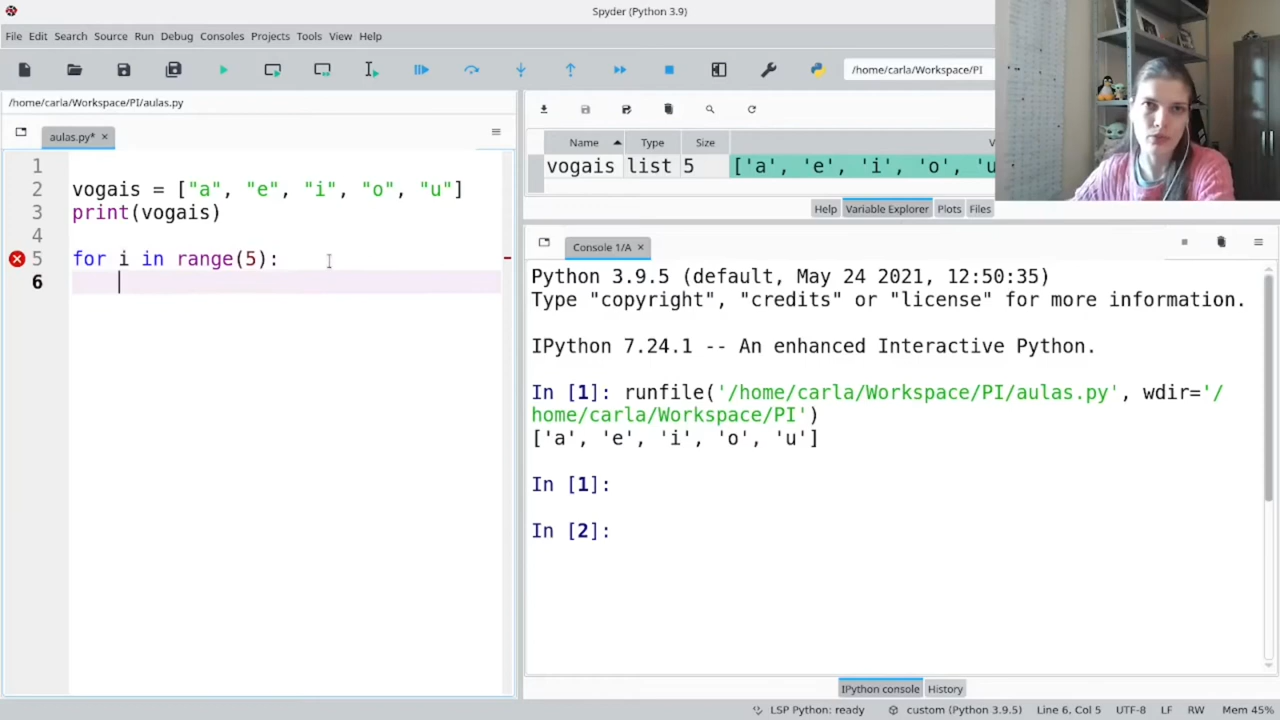 Spyder (Python 3.9)
File Edit Search Source Run Debug Consoles Projects Tools View Help
/home/carla/Workspace/PI
/home/carla/Workspace/PI/aulas.py
aulas.py*
1
2 vogais = ["a", "e", "i", "o", "u"]
3 print(vogais)
4
5 for i in range(5):
6
Name Type Size V
vogais list 5 ['a', 'e', 'i', 'o', 'u
Help Variable Explorer Plots Files
Console 1/A
Python 3.9.5 (default, May 24 2021, 12:50:35)
Type "copyright", "credits" or "license" for more information.
IPython 7.24.1 -- An enhanced Interactive Python.
In [1]: runfile('/home/carla/Workspace/PI/aulas.py', wdir='/
home/carla/Workspace/PI')
['a', 'e', 'i', 'o', 'u']
In [1]:
In [2]:
IPython console History
LSP Python: ready custom (Python 3.9.5) Line 6, Col 5 UTF-8 LF RW Mem 45%